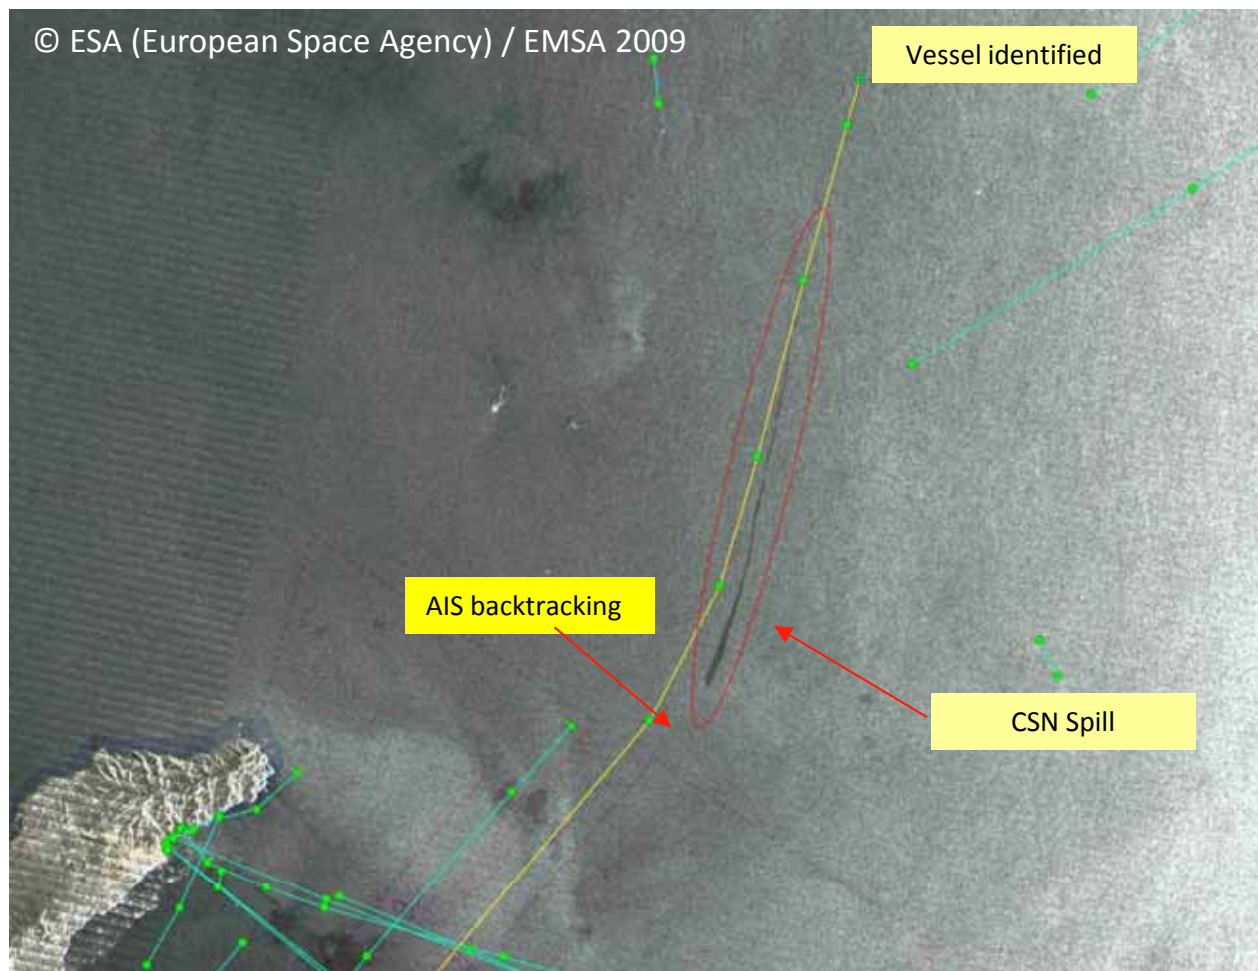 © ESA (European Space Agency) / EMSA 2009
Vessel identified
AIS backtracking
CSN Spill